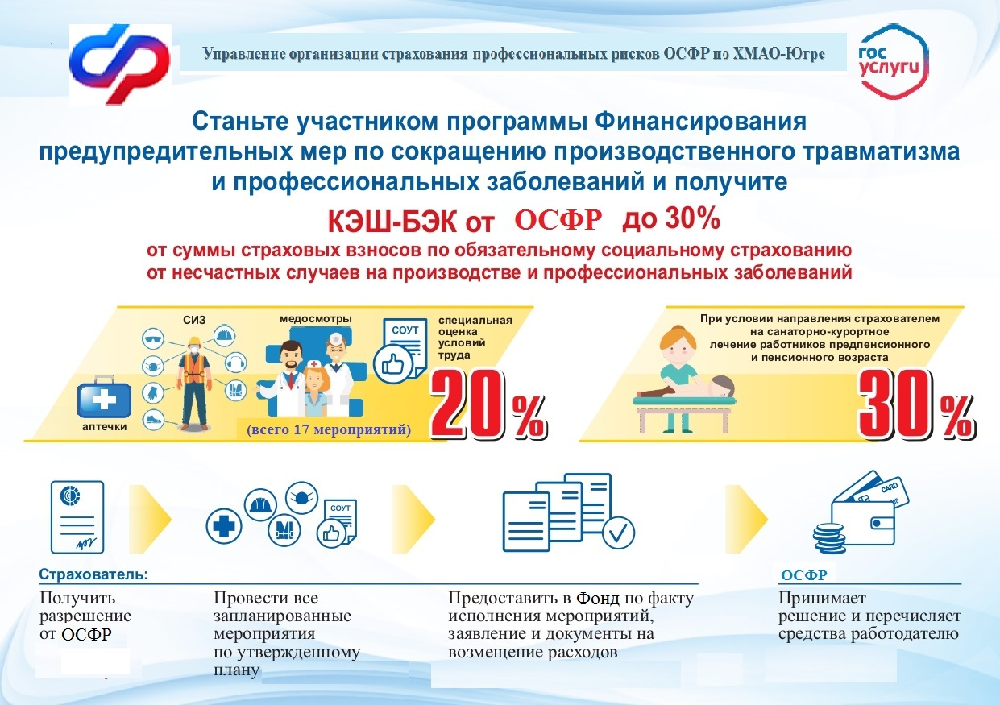 Управление организации страхования профессиональных рисков ОСФР по ХМАО-Югре
гос
услуги
Станьте участником программы Финансирования
предупредительных мер по сокращению производственного травматизма
и профессиональных заболеваний и получите
КЭШ-БЭК от ОСФР до 30%
от суммы страховых взносов по обязательному социальному страхованию
от несчастных случаев на производстве и профессиональных заболеваний
СИЗ
медосмотры
СОУТ
специальная
оценка
условий
труда
аптечки
(всего 17 мероприятий)
20%
При условии направления страхователем
на санаторно-курортное
лечение работников предпенсионного
и пенсионного возраста
30%
СОУТ
CARD
Страхователь:
Получить
разрешение
от ОСФР
Провести все
запланированные
мероприятия
по утвержденному
плану
Предоставить в Фонд по факту
исполнения мероприятий,
заявление и документы на
возмещение расходов
ОСФР
Принимает
решение и перечисляет
средства работодателю